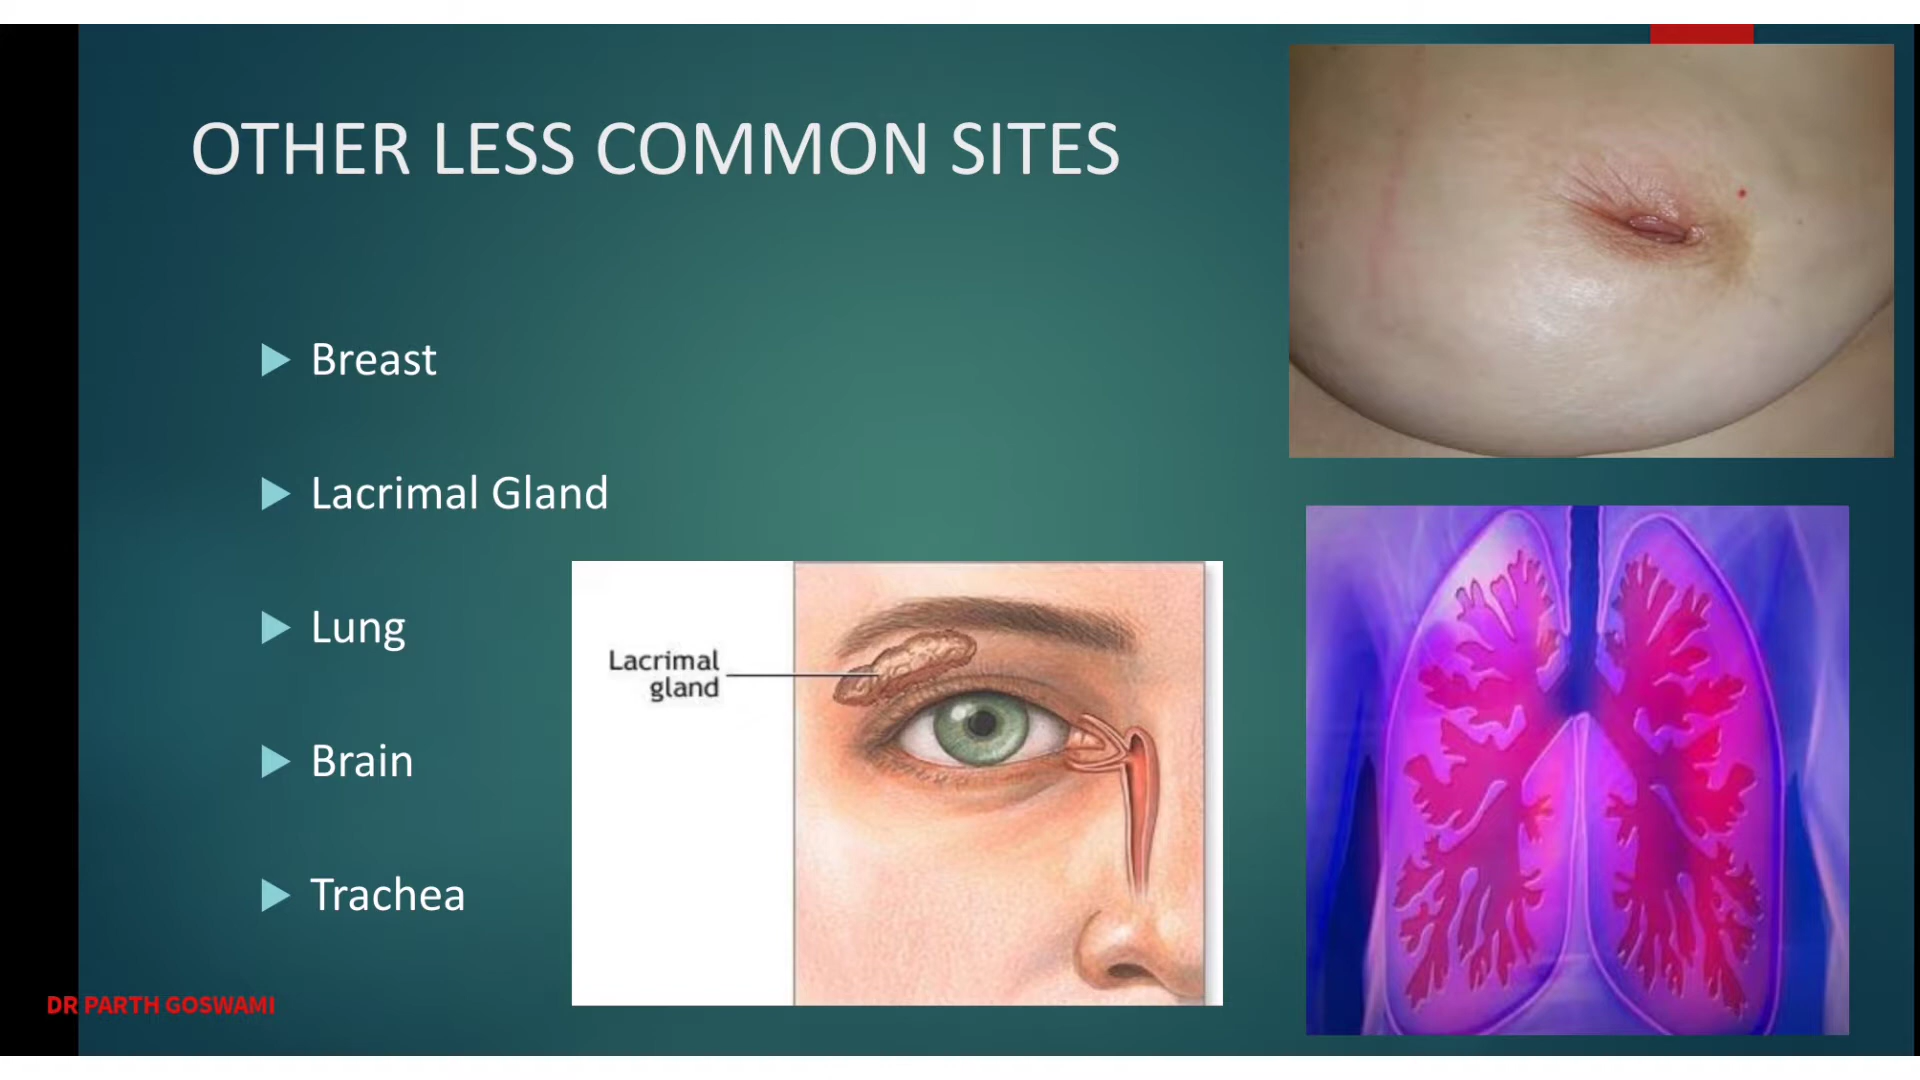 OTHER LESS COMMON SITES
Breast
Lacrimal Gland
Lung
Brain
Trachea
Lacrimal
gland
DR PARTH GOSWAMI